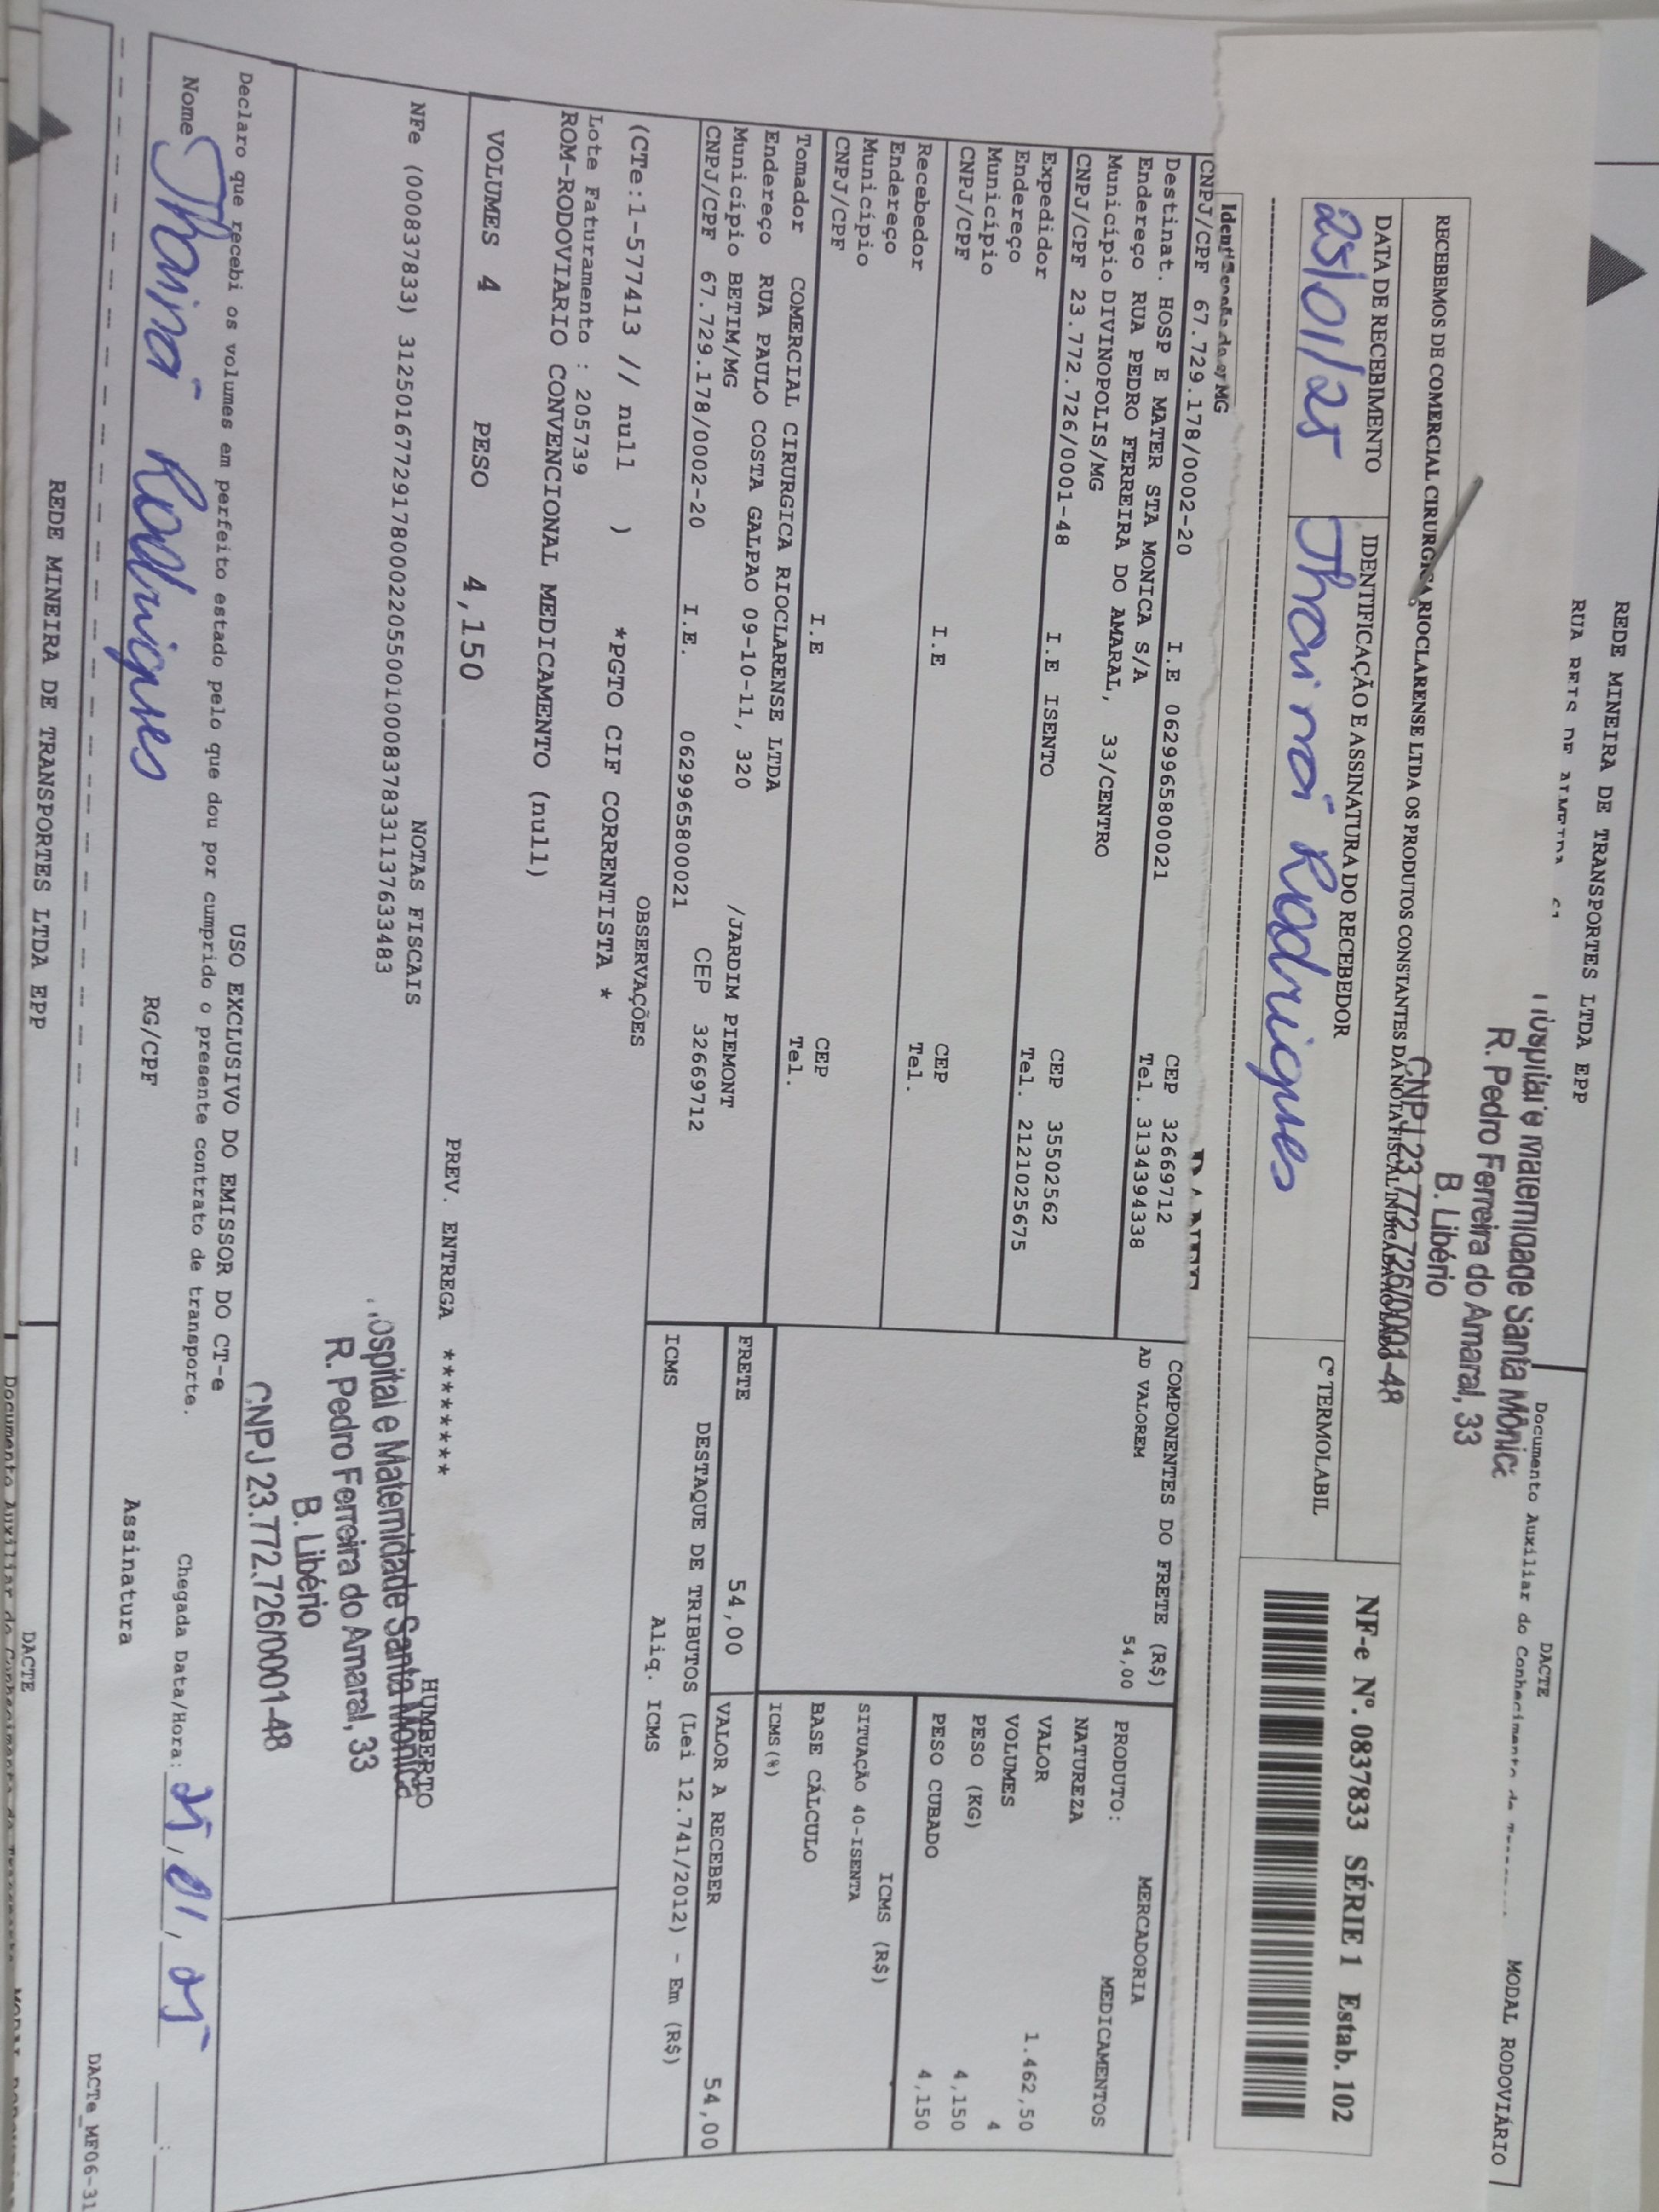 REDE MINEIRA DE TRANSPORTES LTDA EPP
DACTE
MODAL RODOVIÁRIO
Documento Auxiliar do Conhecimento de
Hospital e Maternidade Santa Mônica
R. Pedro Ferreira do Amaral, 33
B. Libério
CNPJ 23.772.726/0001-48
RECEBEMOS DE COMERCIAL CIRURGICA RIOCLARENSE LTDA OS PRODUTOS CONSTANTES DA NOTA FISCAL INDICADA AO LADO
NF-e Nº. 0837833 SÉRIE 1 Estab. 102
DATA DE RECEBIMENTO
IDENTIFICAÇÃO E ASSINATURA DO RECEBEDOR
Cº TERMOLABIL
25/01/25
Thainá Rodrigues
CNPJ/CPF 67.729.178/0002-20 I.E 0629965800021 CEP 32669712
Destinat. HOSP E MATER STA MONICA S/A Tel. 3134394338
Endereço RUA PEDRO FERREIRA DO AMARAL, 33/CENTRO
Município DIVINOPOLIS/MG CEP 35502562
CNPJ/CPF 23.772.726/0001-48 I.E ISENTO Tel. 2121025675
Expedidor
Endereço
Município CEP
CNPJ/CPF I.E Tel.
Recebedor
Endereço
Município CEP
CNPJ/CPF I.E Tel.
Tomador COMERCIAL CIRURGICA RIOCLARENSE LTDA
Endereço RUA PAULO COSTA GALPAO 09-10-11, 320 /JARDIM PIEMONT
Município BETIM/MG CEP 32669712
CNPJ/CPF 67.729.178/0002-20 I.E. 0629965800021
COMPONENTES DO FRETE (R$)
AD VALOREM 54,00
MERCADORIA
PRODUTO: MEDICAMENTOS
NATUREZA
VALOR 1.462,50
VOLUMES 4
PESO (KG) 4,150
PESO CUBADO 4,150
ICMS (R$)
SITUAÇÃO 40-ISENTA
BASE CÁLCULO
ICMS(%)
FRETE 54,00
VALOR A RECEBER 54,00
DESTAQUE DE TRIBUTOS (Lei 12.741/2012) - Em (R$)
ICMS Aliq. ICMS
OBSERVAÇÕES
(CTe:1-577413 // null ) *PGTO CIF CORRENTISTA *
Lote Faturamento : 205739
ROM-RODOVIARIO CONVENCIONAL MEDICAMENTO (null)
VOLUMES 4 PESO 4,150 PREV. ENTREGA ********
HUMBERTO
NOTAS FISCAIS
NFe (000837833) 31250167729178000220550010008378331137633483
Hospital e Maternidade Santa Mônica
R. Pedro Ferreira do Amaral, 33
B. Libério
CNPJ 23.772.726/0001-48
USO EXCLUSIVO DO EMISSOR DO CT-e
Declaro que recebi os volumes em perfeito estado pelo que dou por cumprido o presente contrato de transporte.
Nome Thainá Rodrigues RG/CPF Assinatura
Chegada Data/Hora: 25/01/25 __:__
DACTe_MF06-31
REDE MINEIRA DE TRANSPORTES LTDA EPP
DACTE